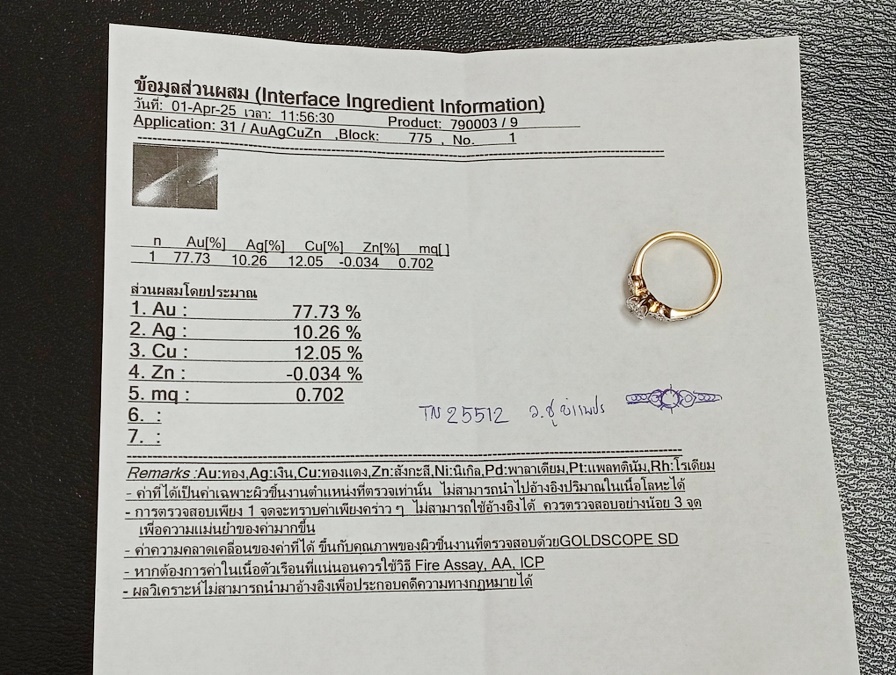 ข้อมูลส่วนผสม (Interface Ingredient Information)
วันที่: 01-Apr-25 เวลา: 11:56:30 Product: 790003 / 9
Application: 31 / AuAgCuZn ,Block: 775 , No. 1
n Au[%] Ag[%] Cu[%] Zn[%] mq[ ]
1 77.73 10.26 12.05 -0.034 0.702
ส่วนผสมโดยประมาณ
1. Au : 77.73 %
2. Ag : 10.26 %
3. Cu : 12.05 %
4. Zn : -0.034 %
5. mq : 0.702
6. :
7. :
TN 25512
Remarks :Au:ทอง,Ag:เงิน,Cu:ทองแดง,Zn:สังกะสี,Ni:นิเกิล,Pd:พาลาเดียม,Pt:แพลทตินัม,Rh:โรเดียม
- ค่าที่ได้เป็นค่าเฉพาะผิวชิ้นงานตำแหน่งที่ตรวจเท่านั้น ไม่สามารถนำไปอ้างอิงปริมาณในเนื้อโลหะได้
- การตรวจสอบเพียง 1 จุดจะทราบค่าเพียงคร่าว ๆ ไม่สามารถใช้อ้างอิงได้ ควรตรวจสอบอย่างน้อย 3 จุด
เพื่อความแม่นยำของค่ามากขึ้น
- ค่าความคลาดเคลื่อนของค่าที่ได้ ขึ้นกับคุณภาพของผิวชิ้นงานที่ตรวจสอบด้วยGOLDSCOPE SD
- หากต้องการค่าในเนื้อตัวเรือนที่แน่นอนควรใช้วิธี Fire Assay, AA, ICP
- ผลวิเคราะห์ไม่สามารถนำมาอ้างอิงเพื่อประกอบคดีความทางกฎหมายได้